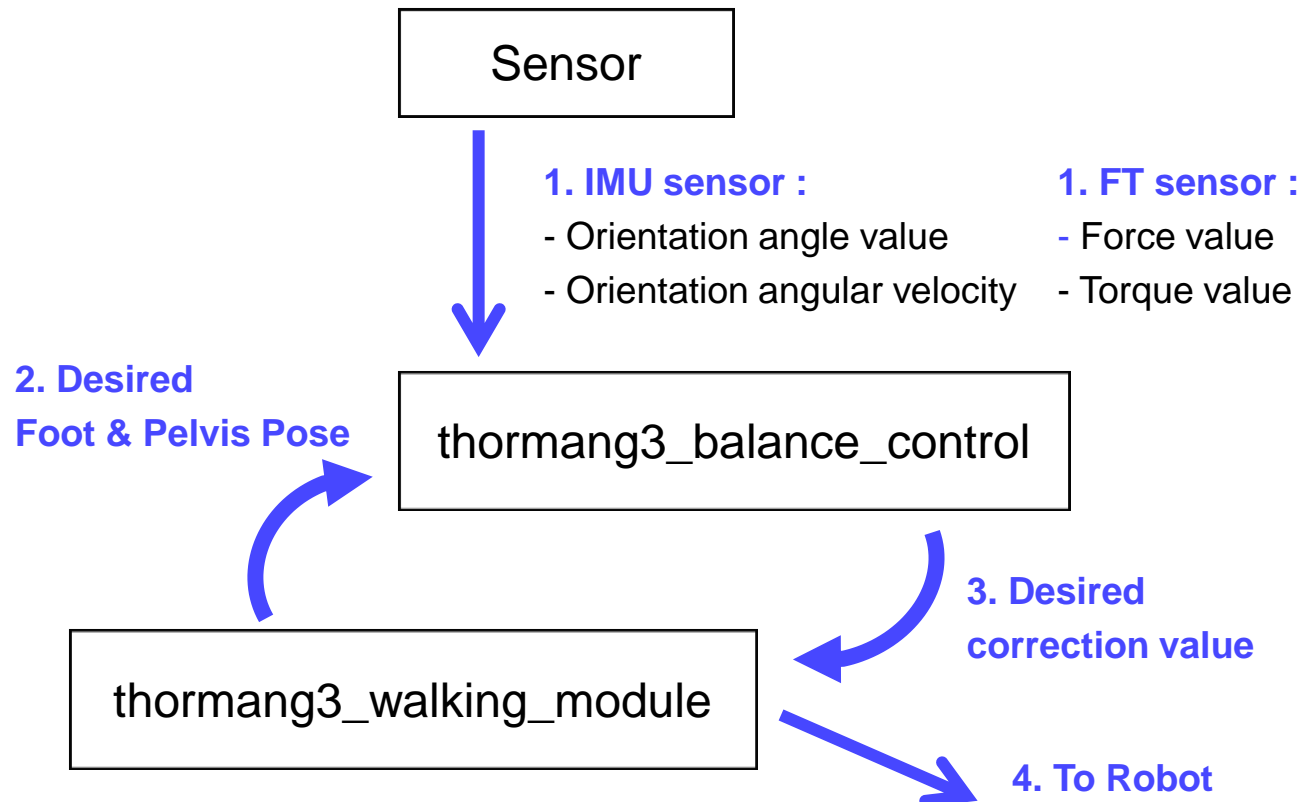 Sensor
1. IMU sensor :
- Orientation angle value
- Orientation angular velocity
1. FT sensor :
- Force value
- Torque value
2. Desired
Foot & Pelvis Pose
thormang3_balance_control
3. Desired
correction value
thormang3_walking_module
4. To Robot